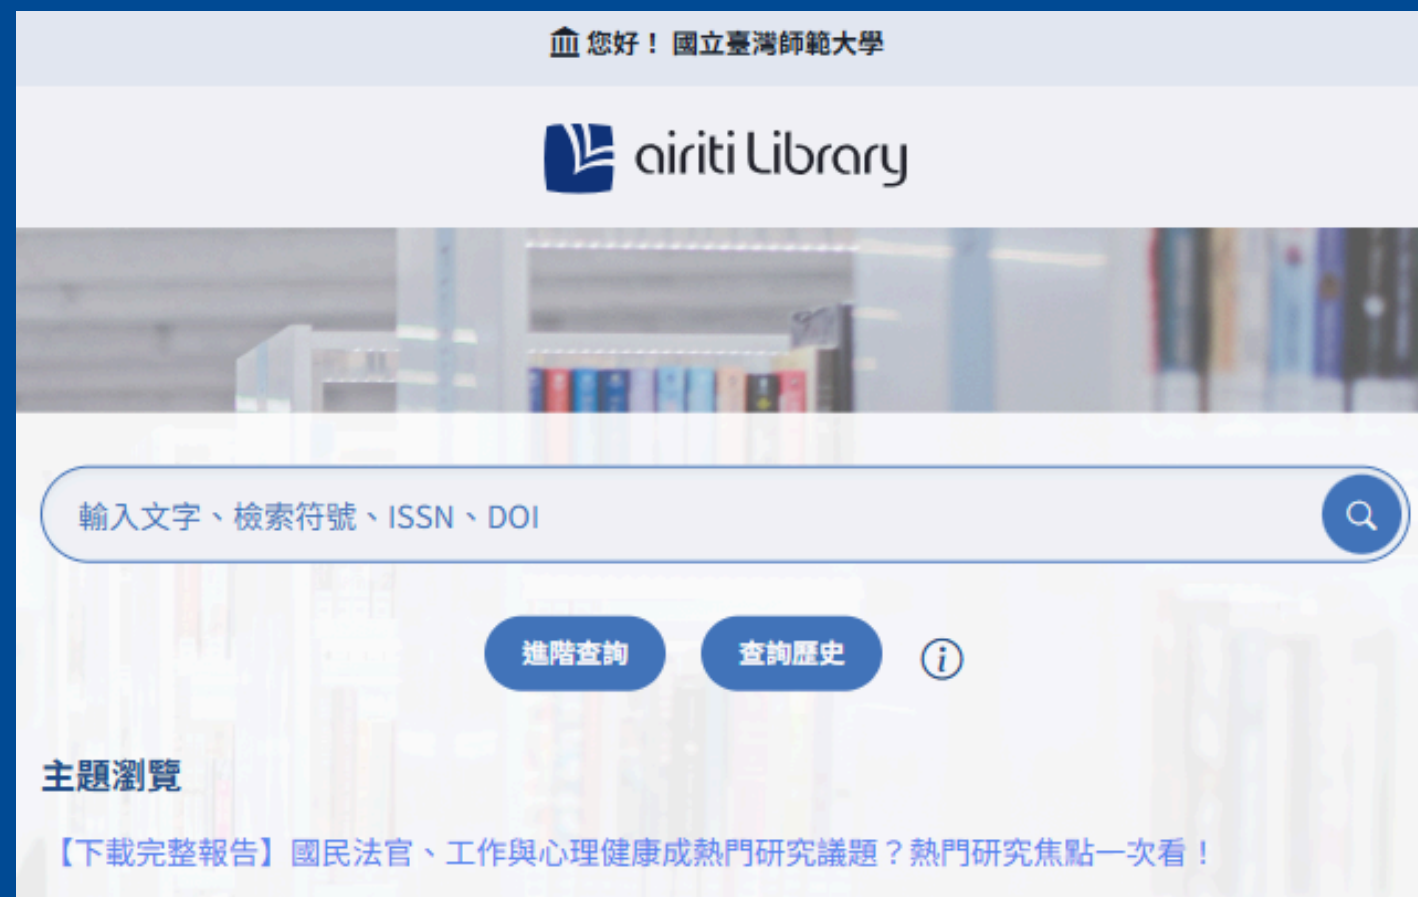 您好！ 國立臺灣師範大學
airiti Library
輸入文字、檢索符號、ISSN、DOI
進階查詢 查詢歷史 i
主題瀏覽
【下載完整報告】國民法官、工作與心理健康成熱門研究議題？熱門研究焦點一次看！